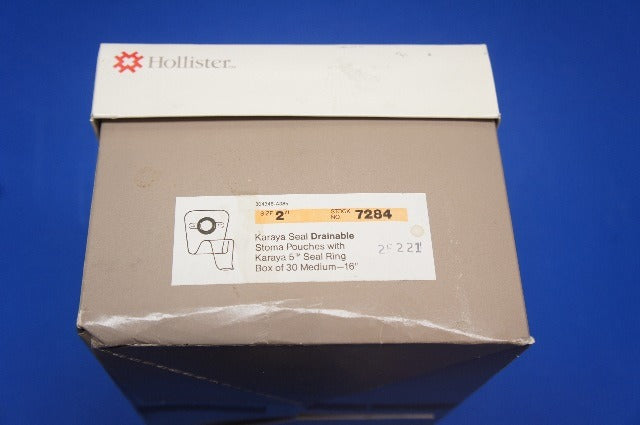 Hollister
SIZE 2" STOCK NO. 7284
Karaya Seal Drainable
Stoma Pouches with
Karaya 5™ Seal Ring
Box of 30 Medium—16"